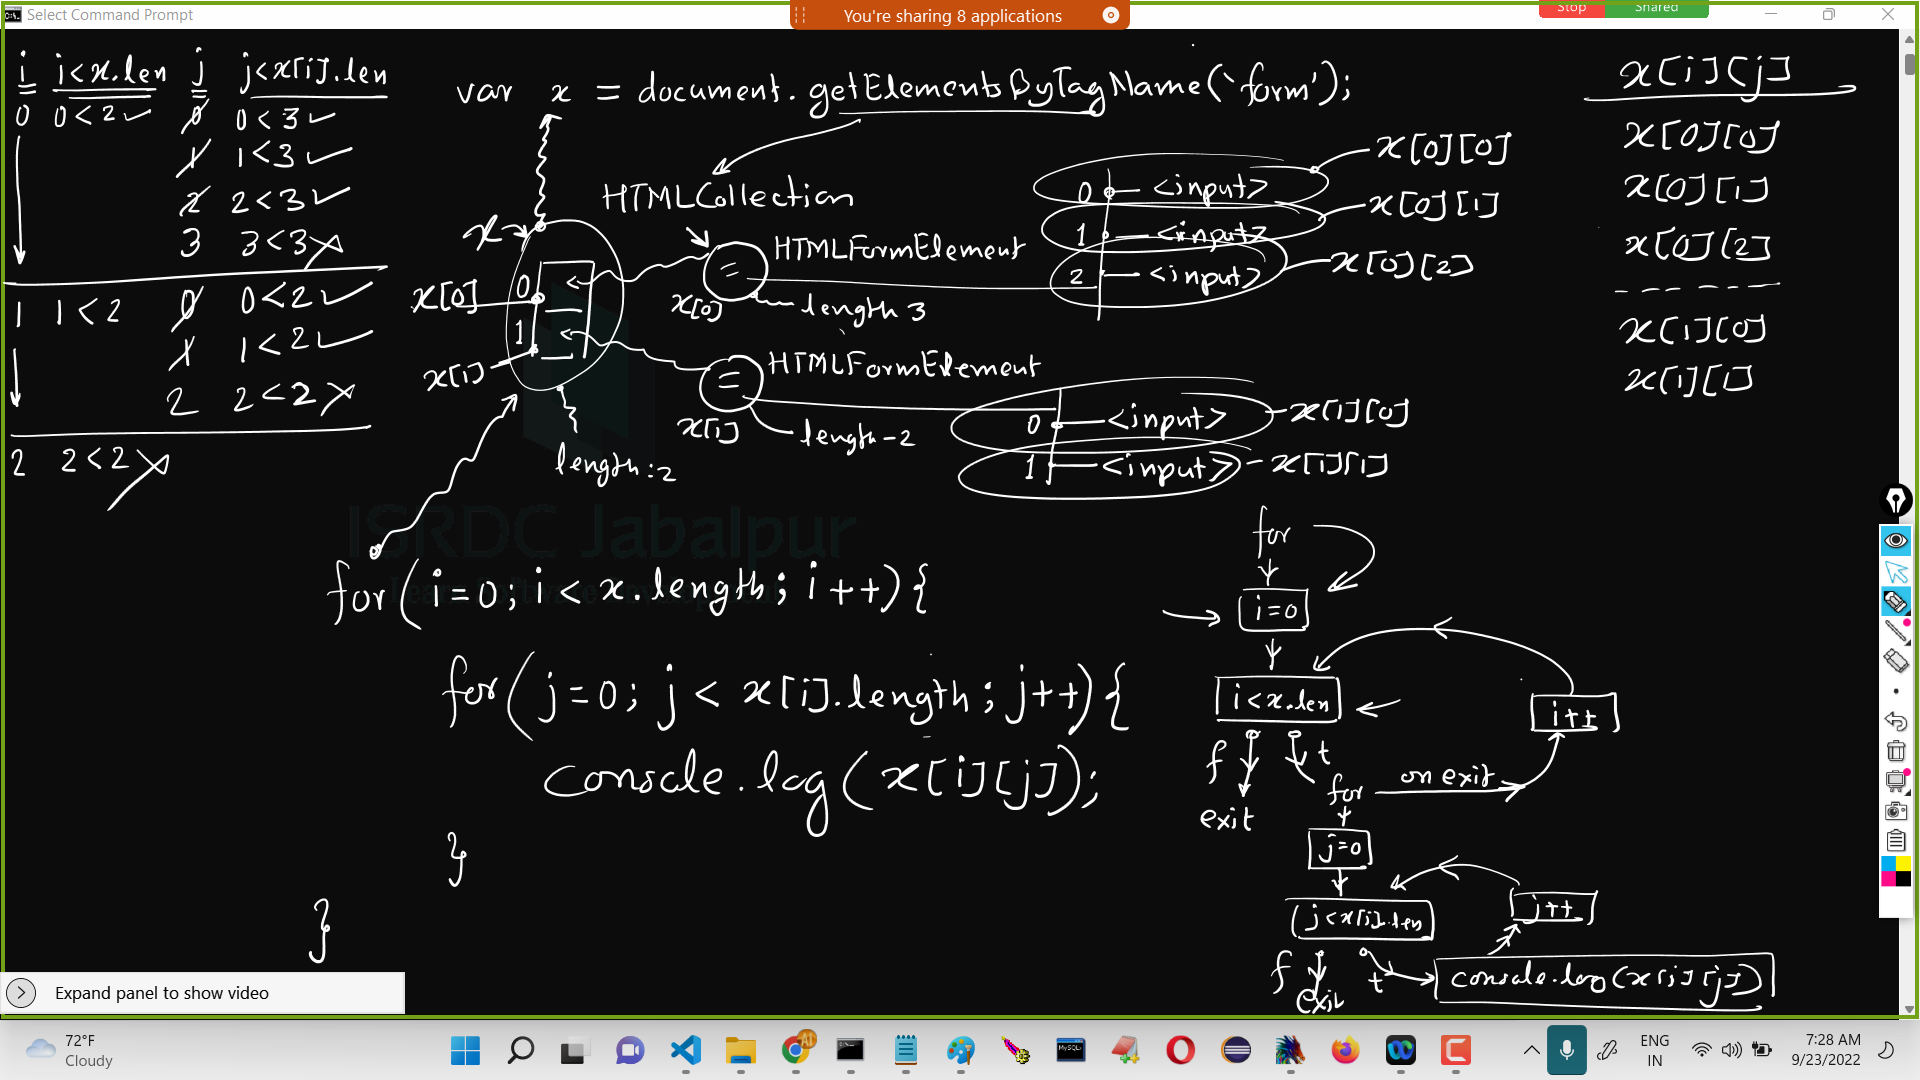 Select Command Prompt
You're sharing 8 applications
Stop
Shared
i i<x.len j j<x[i].len
0 0<2 ✓ 0 0<3 ✓
1 1<3 ✓
2 2<3 ✓
3 3<3 ✗
1 1<2 0 0<2 ✓
1 1<2 ✓
2 2<2 ✗
2 2<2 ✗
var x = document.getElementsByTagName('form');
HTMLCollection
x
x[0]
0
1
x[1]
length:2
= HTMLFormElement
x[0] length 3
= HTMLFormElement
x[1] length-2
0 <input> x[0][0]
1 <input> x[0][1]
2 <input> x[0][2]
0 <input> x[1][0]
1 <input> x[1][1]
x[i][j]
x[0][0]
x[0][1]
x[0][2]
x[1][0]
x[1][1]
ISRDC Jabalpur
for(i=0; i < x.length; i++){
for(j=0; j < x[i].length; j++){
console.log(x[i][j]);
}
}
for
i=0
i<x.len
i++
f t
exit
for on exit
j=0
j<x[i].len
j++
f t
exit
console.log(x[i][j])
Expand panel to show video
72°F
Cloudy
ENG
IN
7:28 AM
9/23/2022